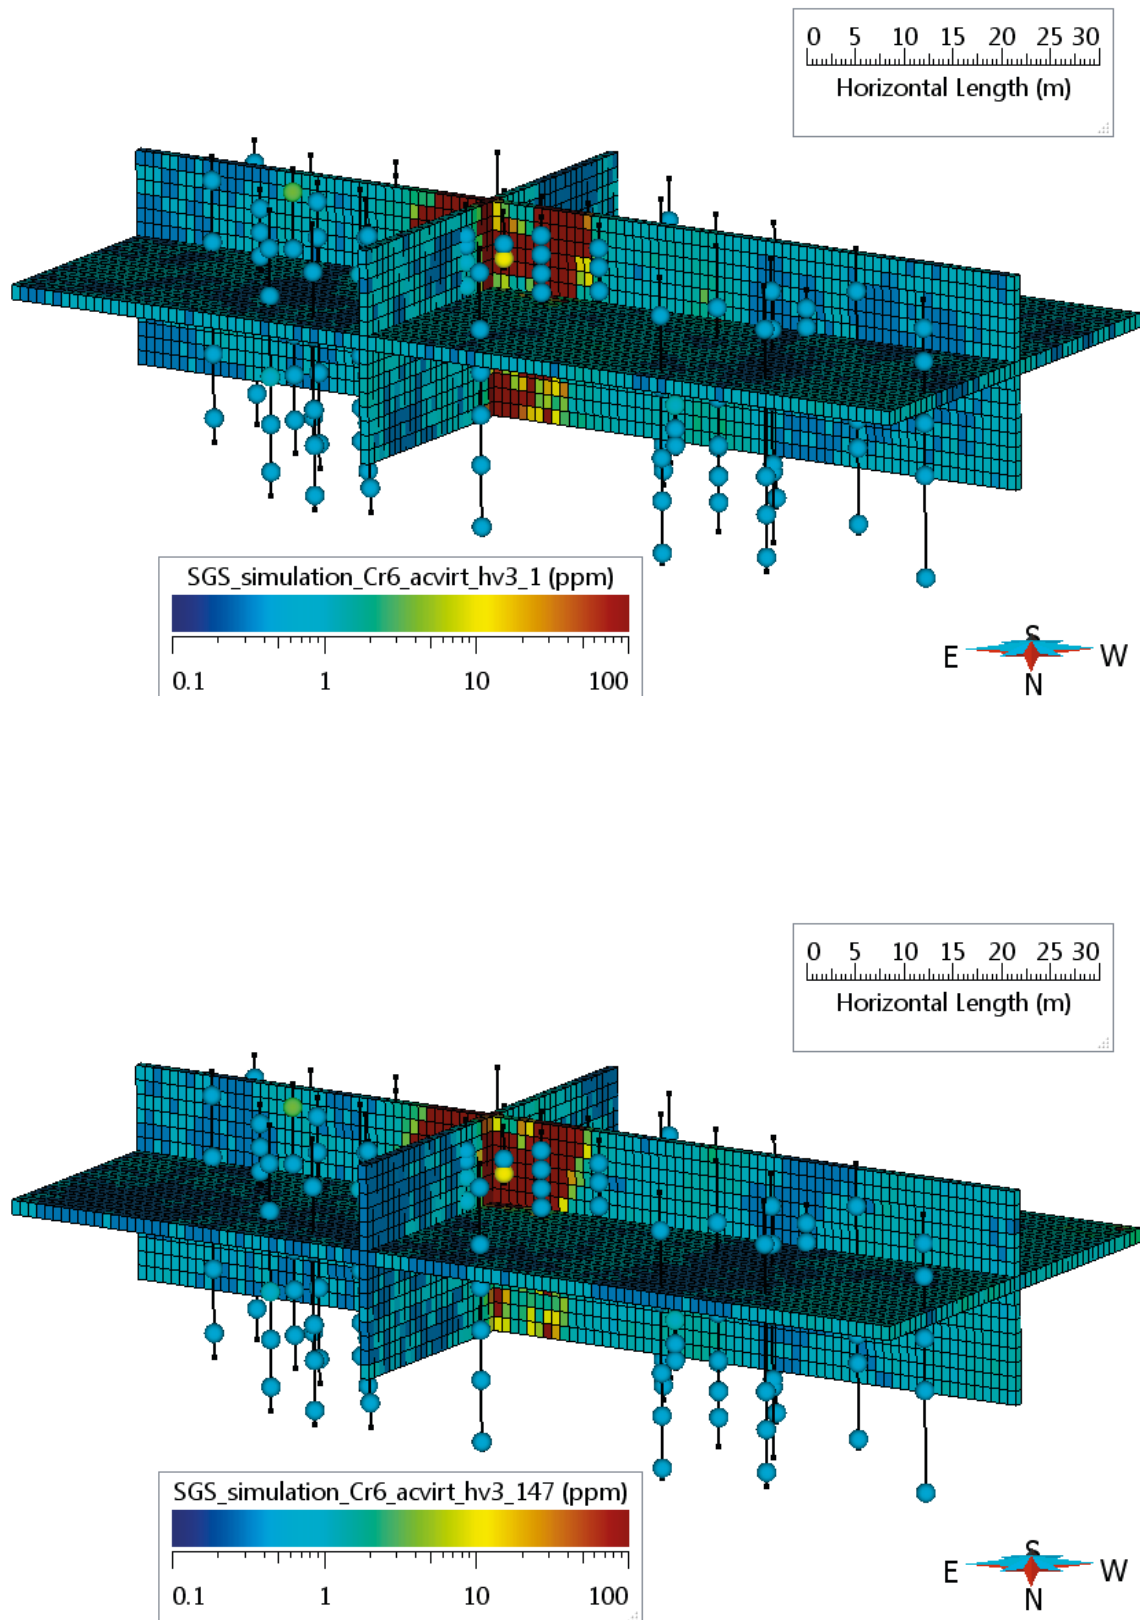 0 5 10 15 20 25 30
Horizontal Length (m)
SGS_simulation_Cr6_acvirt_hv3_1 (ppm)
0.1 1 10 100
S
E W
N
0 5 10 15 20 25 30
Horizontal Length (m)
SGS_simulation_Cr6_acvirt_hv3_147 (ppm)
0.1 1 10 100
S
E W
N